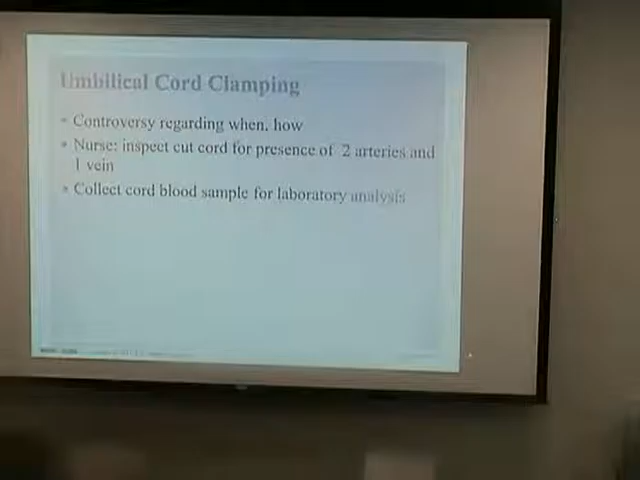 Umbilical Cord Clamping
• Controversy regarding when, how
• Nurse: inspect cut cord for presence of 2 arteries and
1 vein
• Collect cord blood sample for laboratory analysis